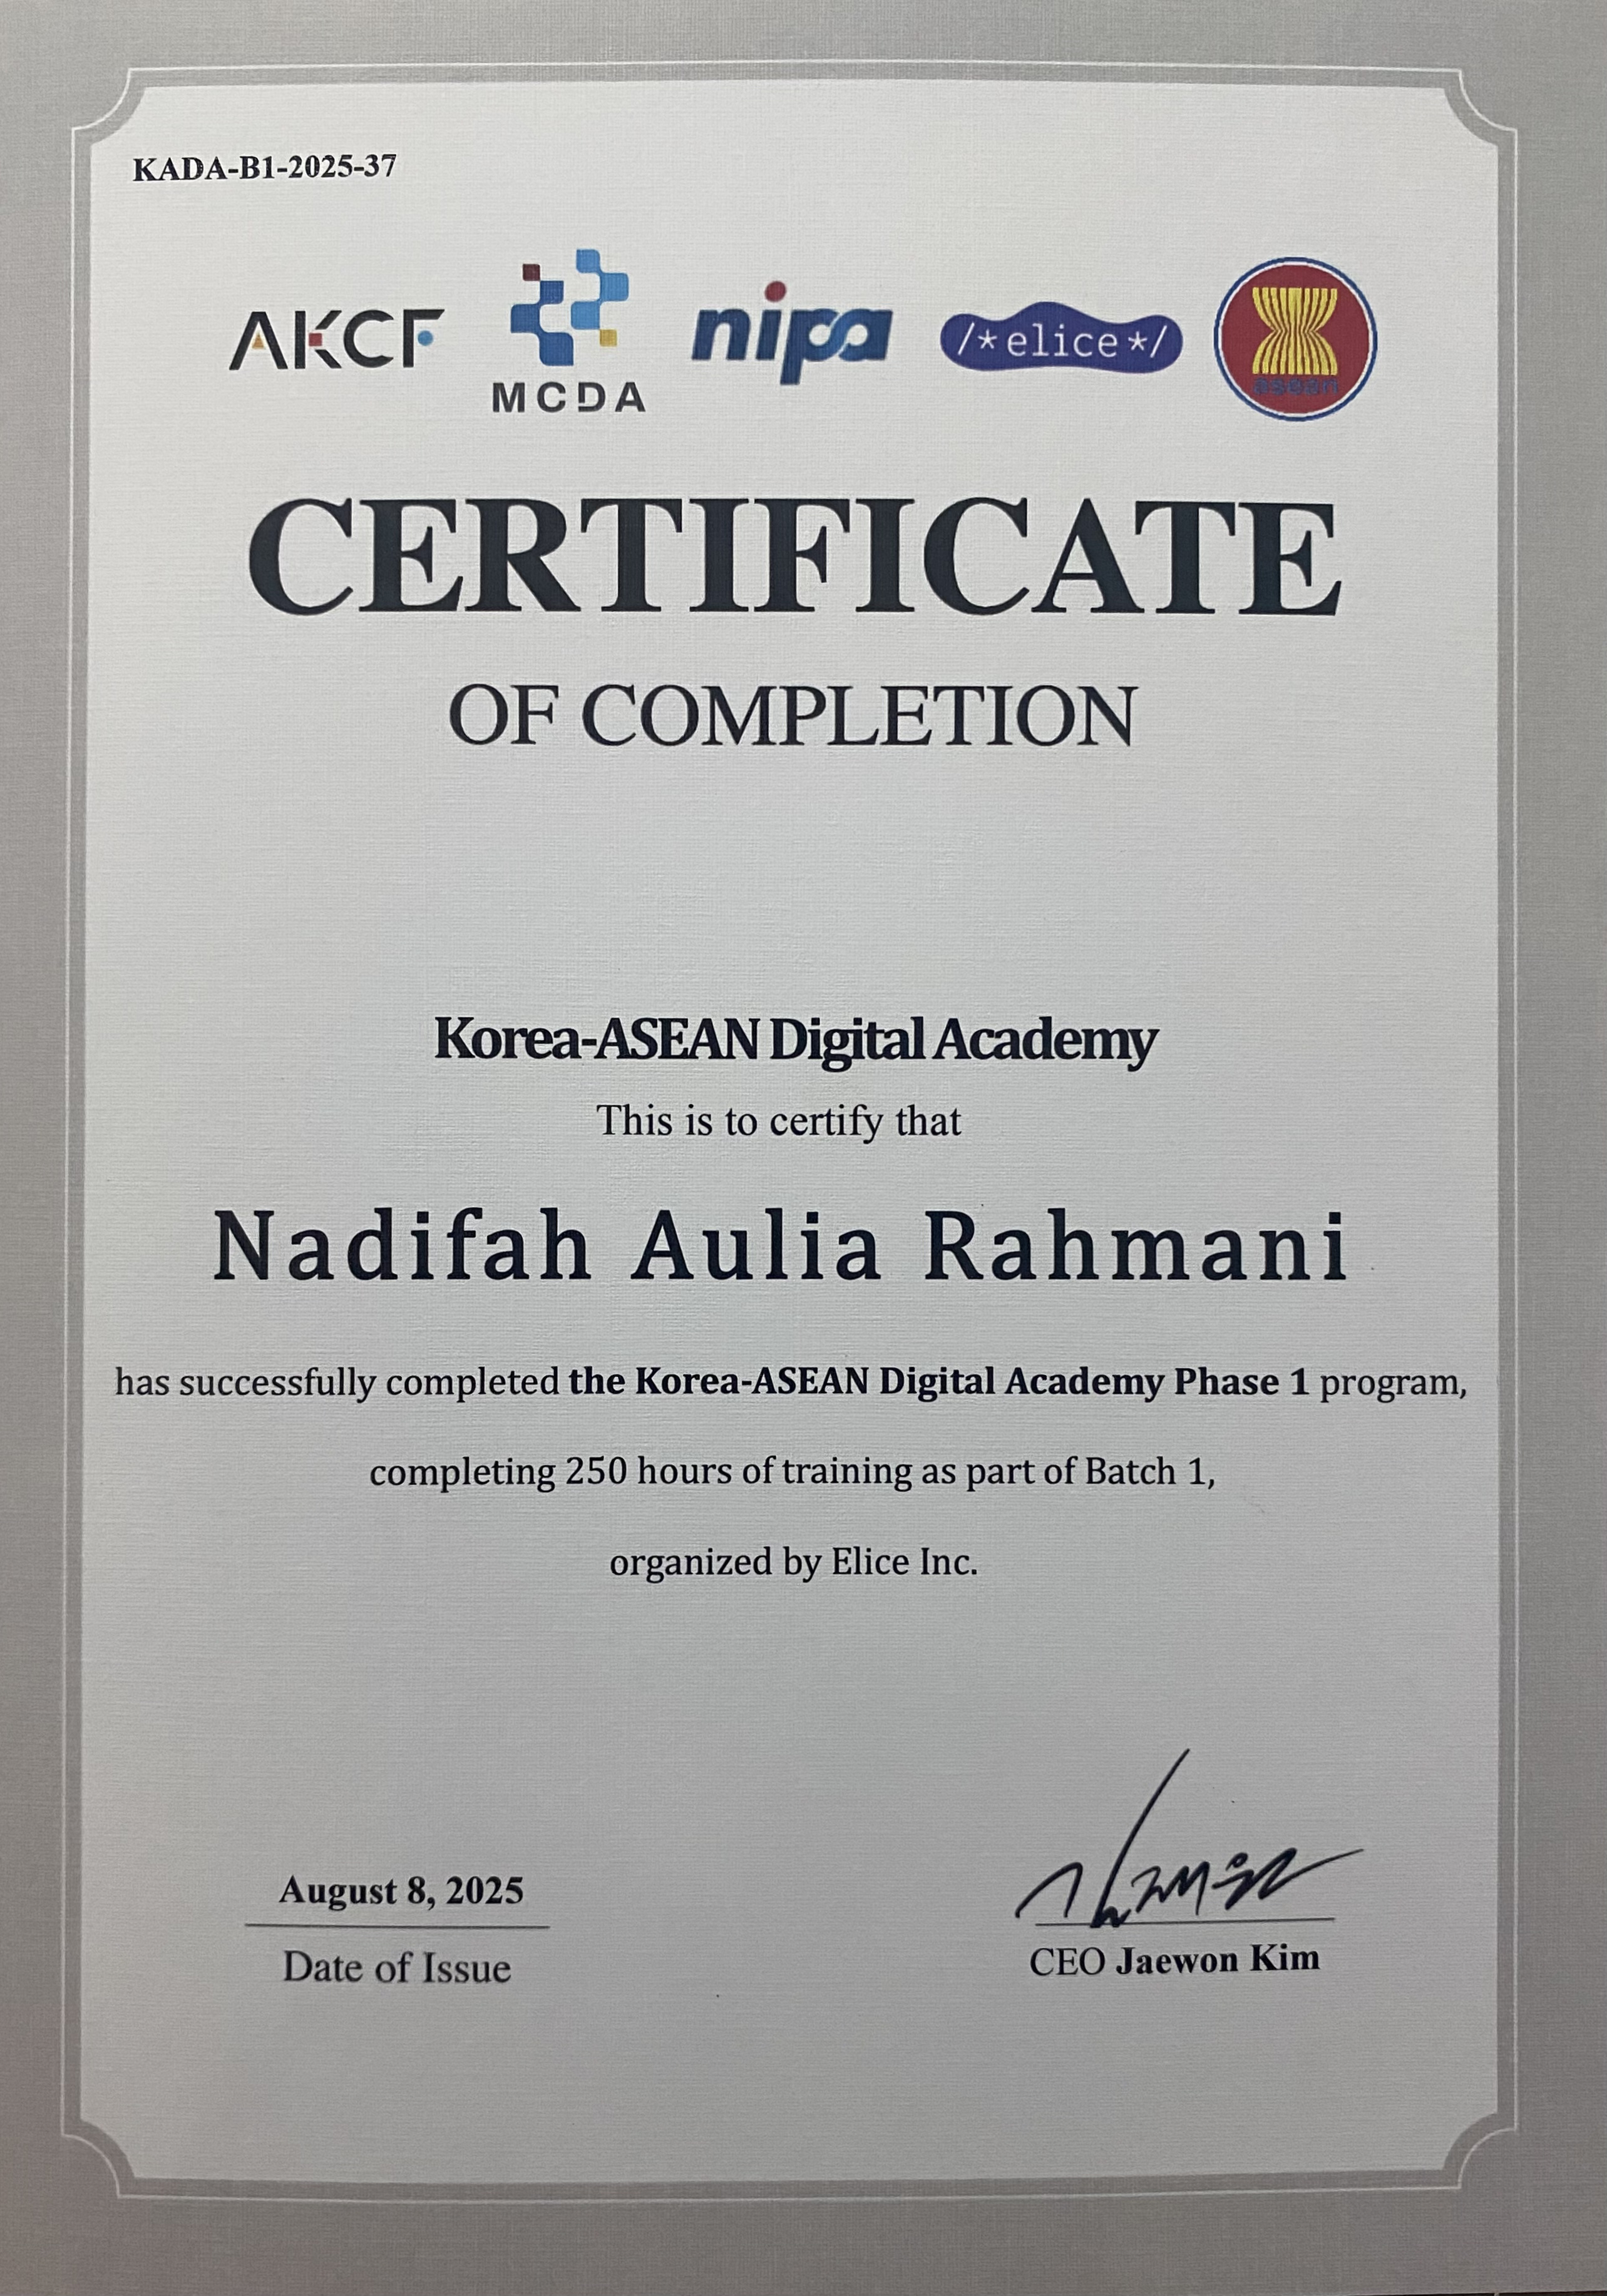 KADA-B1-2025-37
AKCF
MCDA
nipa
/*elice*/
asean
CERTIFICATE
OF COMPLETION
Korea-ASEAN Digital Academy
This is to certify that
Nadifah Aulia Rahmani
has successfully completed the Korea-ASEAN Digital Academy Phase 1 program,
completing 250 hours of training as part of Batch 1,
organized by Elice Inc.
김재원
August 8, 2025
Date of Issue
CEO Jaewon Kim